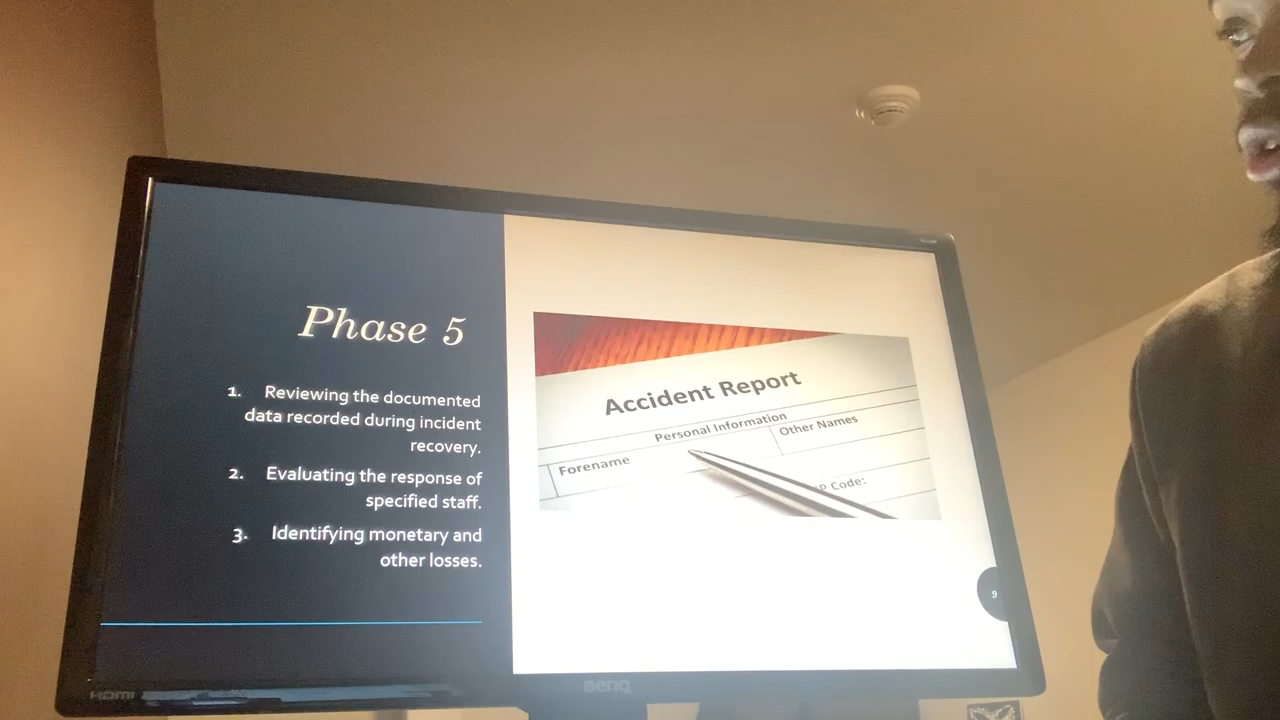 Phase 5
1. Reviewing the documented
data recorded during incident
recovery.
2. Evaluating the response of
specified staff.
3. Identifying monetary and
other losses.
Accident Report
Personal Information
Forename
Other Names
Code:
9
HDMI
BenQ